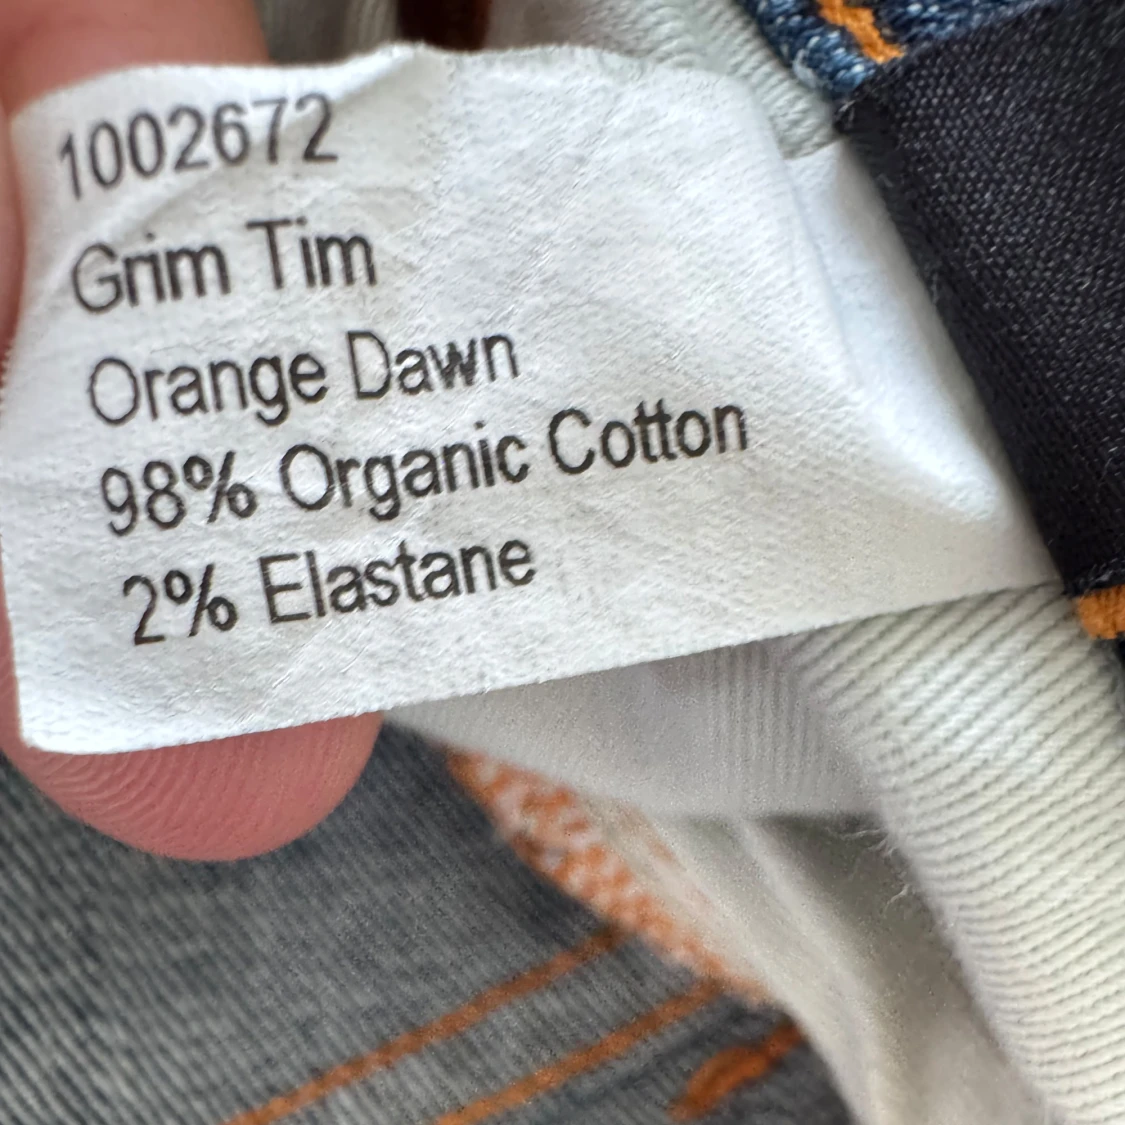 1002672
Grim Tim
Orange Dawn
98% Organic Cotton
2% Elastane